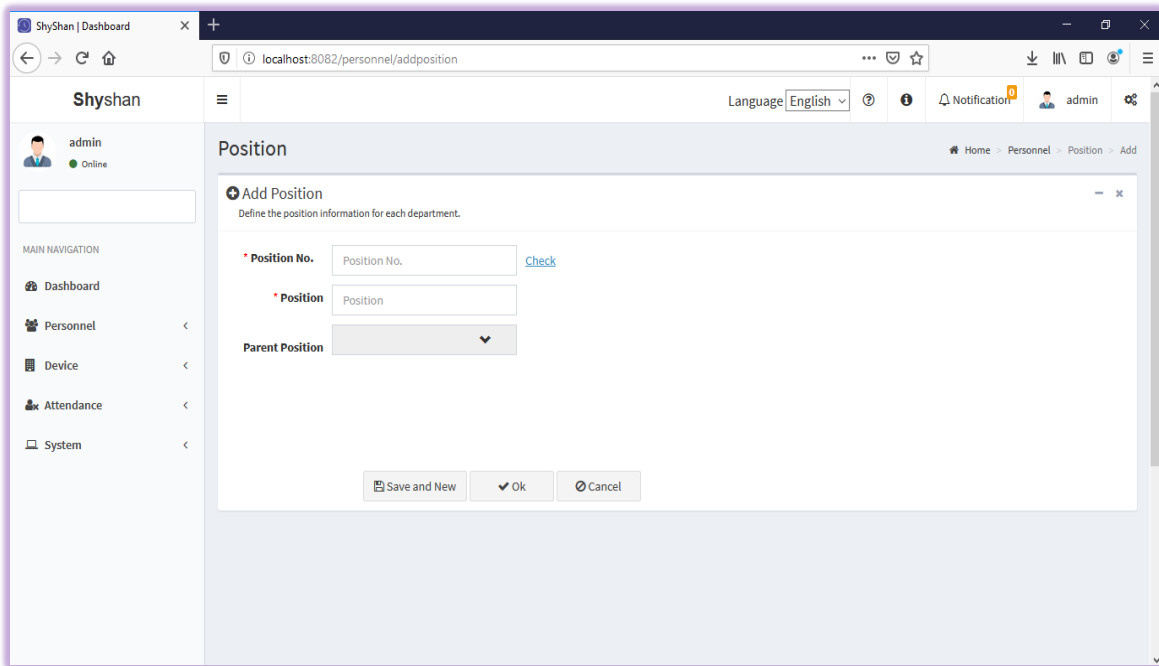 ShyShan | Dashboard
localhost:8082/personnel/addposition
Shyshan
Language English
Notification 0
admin
admin
Online
Position
Home > Personnel > Position > Add
Add Position
Define the position information for each department.
MAIN NAVIGATION
Dashboard
Personnel
Device
Attendance
System
* Position No. Position No. Check
* Position Position
Parent Position
Save and New Ok Cancel